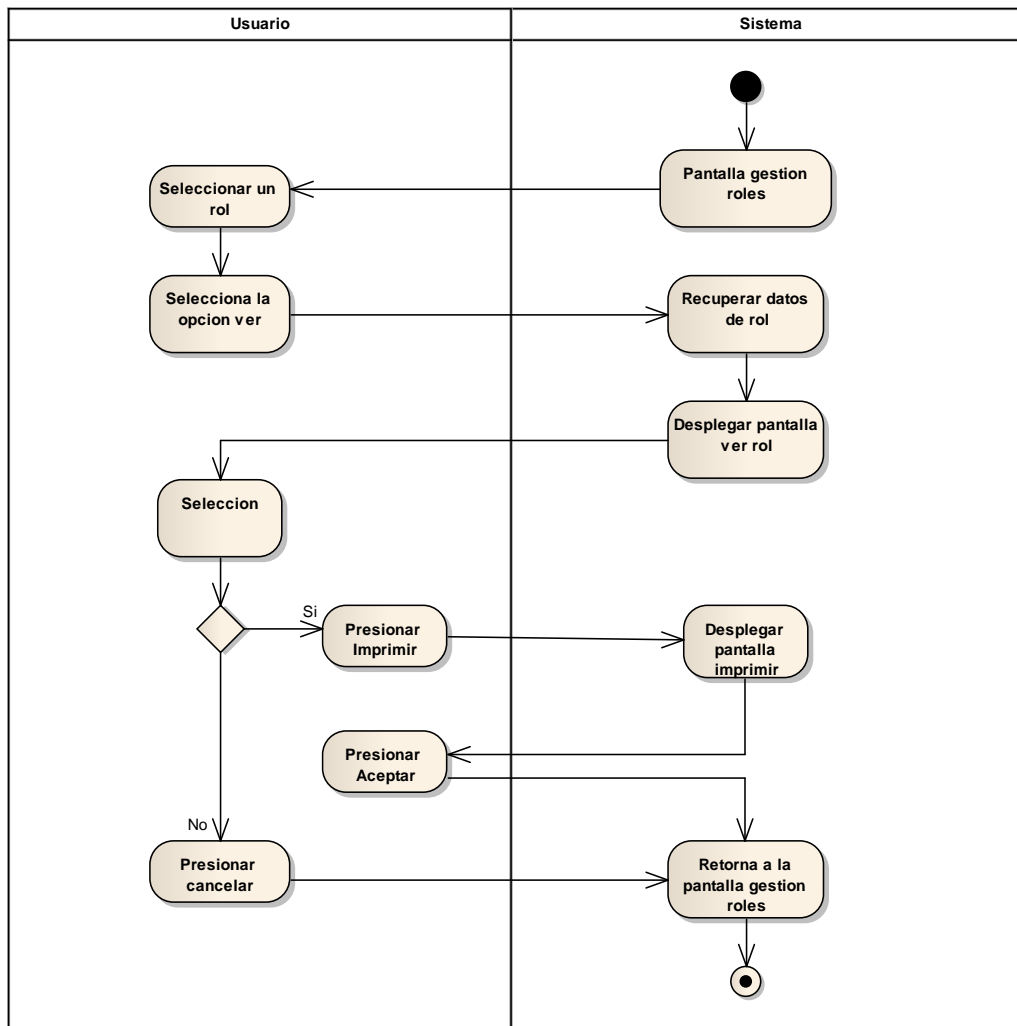 Usuario
Sistema
Pantalla gestion
roles
Seleccionar un
rol
Selecciona la
opcion ver
Recuperar datos
de rol
Desplegar pantalla
ver rol
Seleccion
Si
Presionar
Imprimir
Desplegar
pantalla
imprimir
Presionar
Aceptar
No
Presionar
cancelar
Retorna a la
pantalla gestion
roles